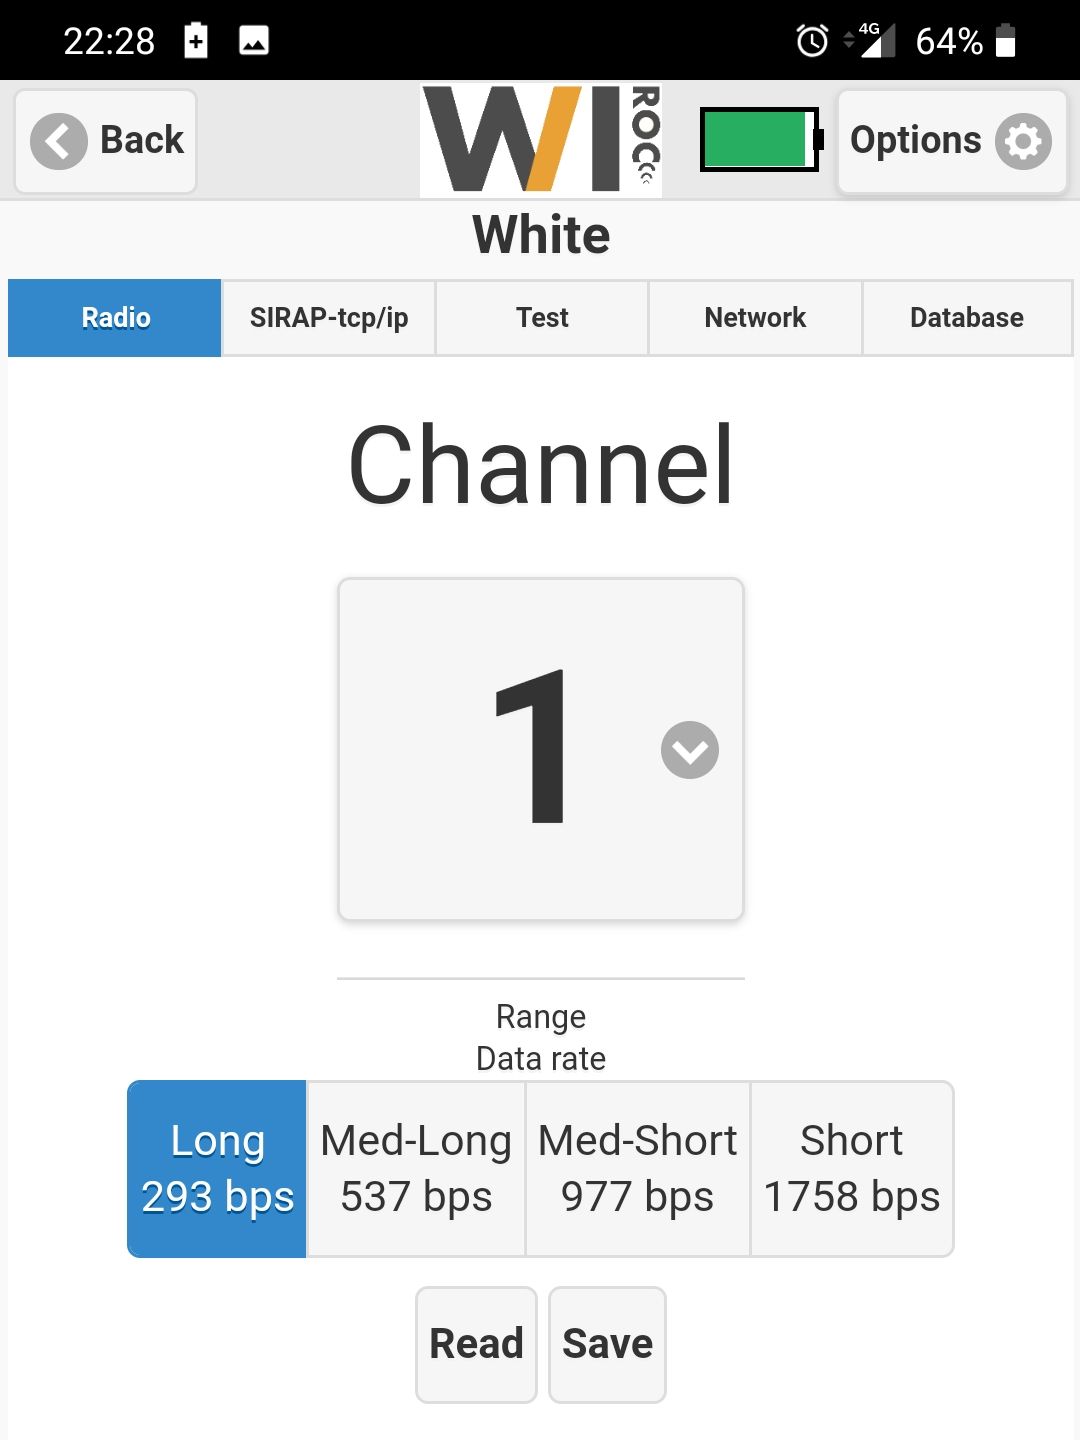 22:28 4G 64%
Back WI ROC Options
White
Radio SIRAP-tcp/ip Test Network Database
Channel
1
Range
Data rate
Long Med-Long Med-Short Short
293 bps 537 bps 977 bps 1758 bps
Read Save